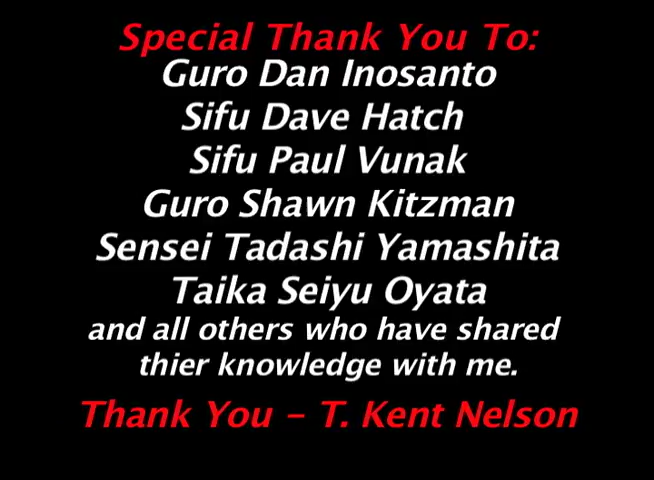 Special Thank You To:
Guro Dan Inosanto
Sifu Dave Hatch
Sifu Paul Vunak
Guro Shawn Kitzman
Sensei Tadashi Yamashita
Taika Seiyu Oyata
and all others who have shared
thier knowledge with me.
Thank You - T. Kent Nelson